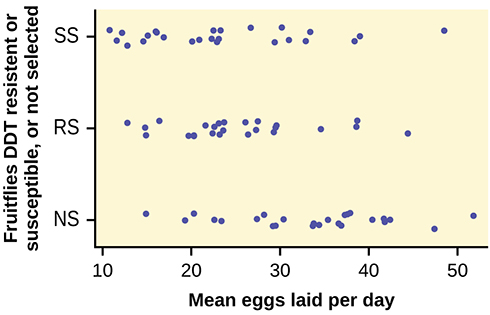 Fruitflies DDT resistent or
susceptible, or not selected
SS
RS
NS
10 20 30 40 50
Mean eggs laid per day